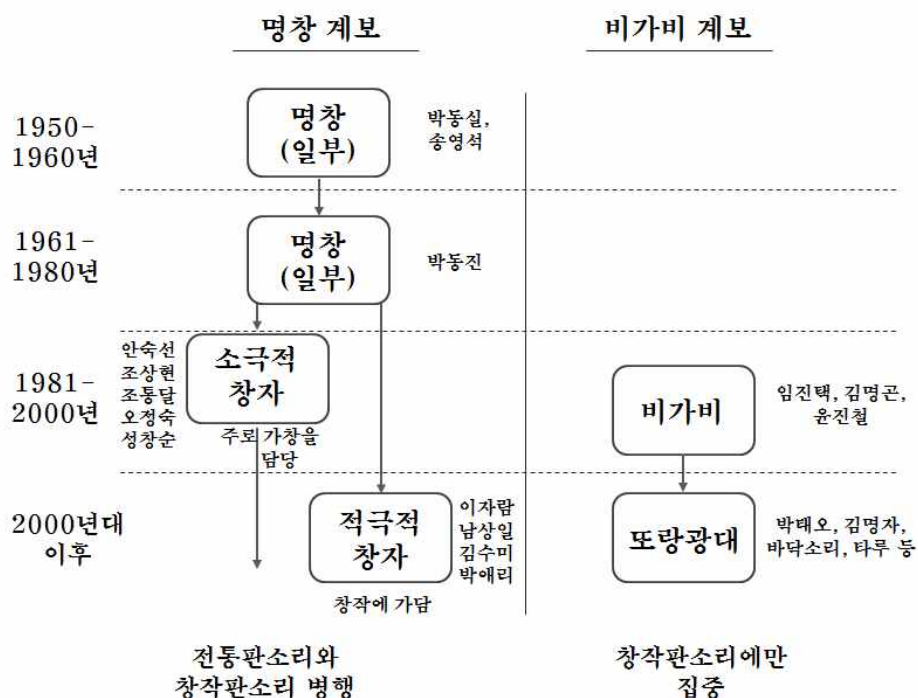 명창 계보
비가비 계보
1950-
1960년
명창
(일부)
박동실,
송영석
1961-
1980년
명창
(일부)
박동진
1981-
2000년
안숙선
조상현
조통달
오정숙
성창순
소극적
창자
주로 가창을
담당
비가비
임진택, 김명곤,
윤진철
2000년대
이후
적극적
창자
이자람
남상일
김수미
박애리
창작에 가담
또랑광대
박태오, 김명자,
바닥소리, 타루 등
전통판소리와
창작판소리 병행
창작판소리에만
집중